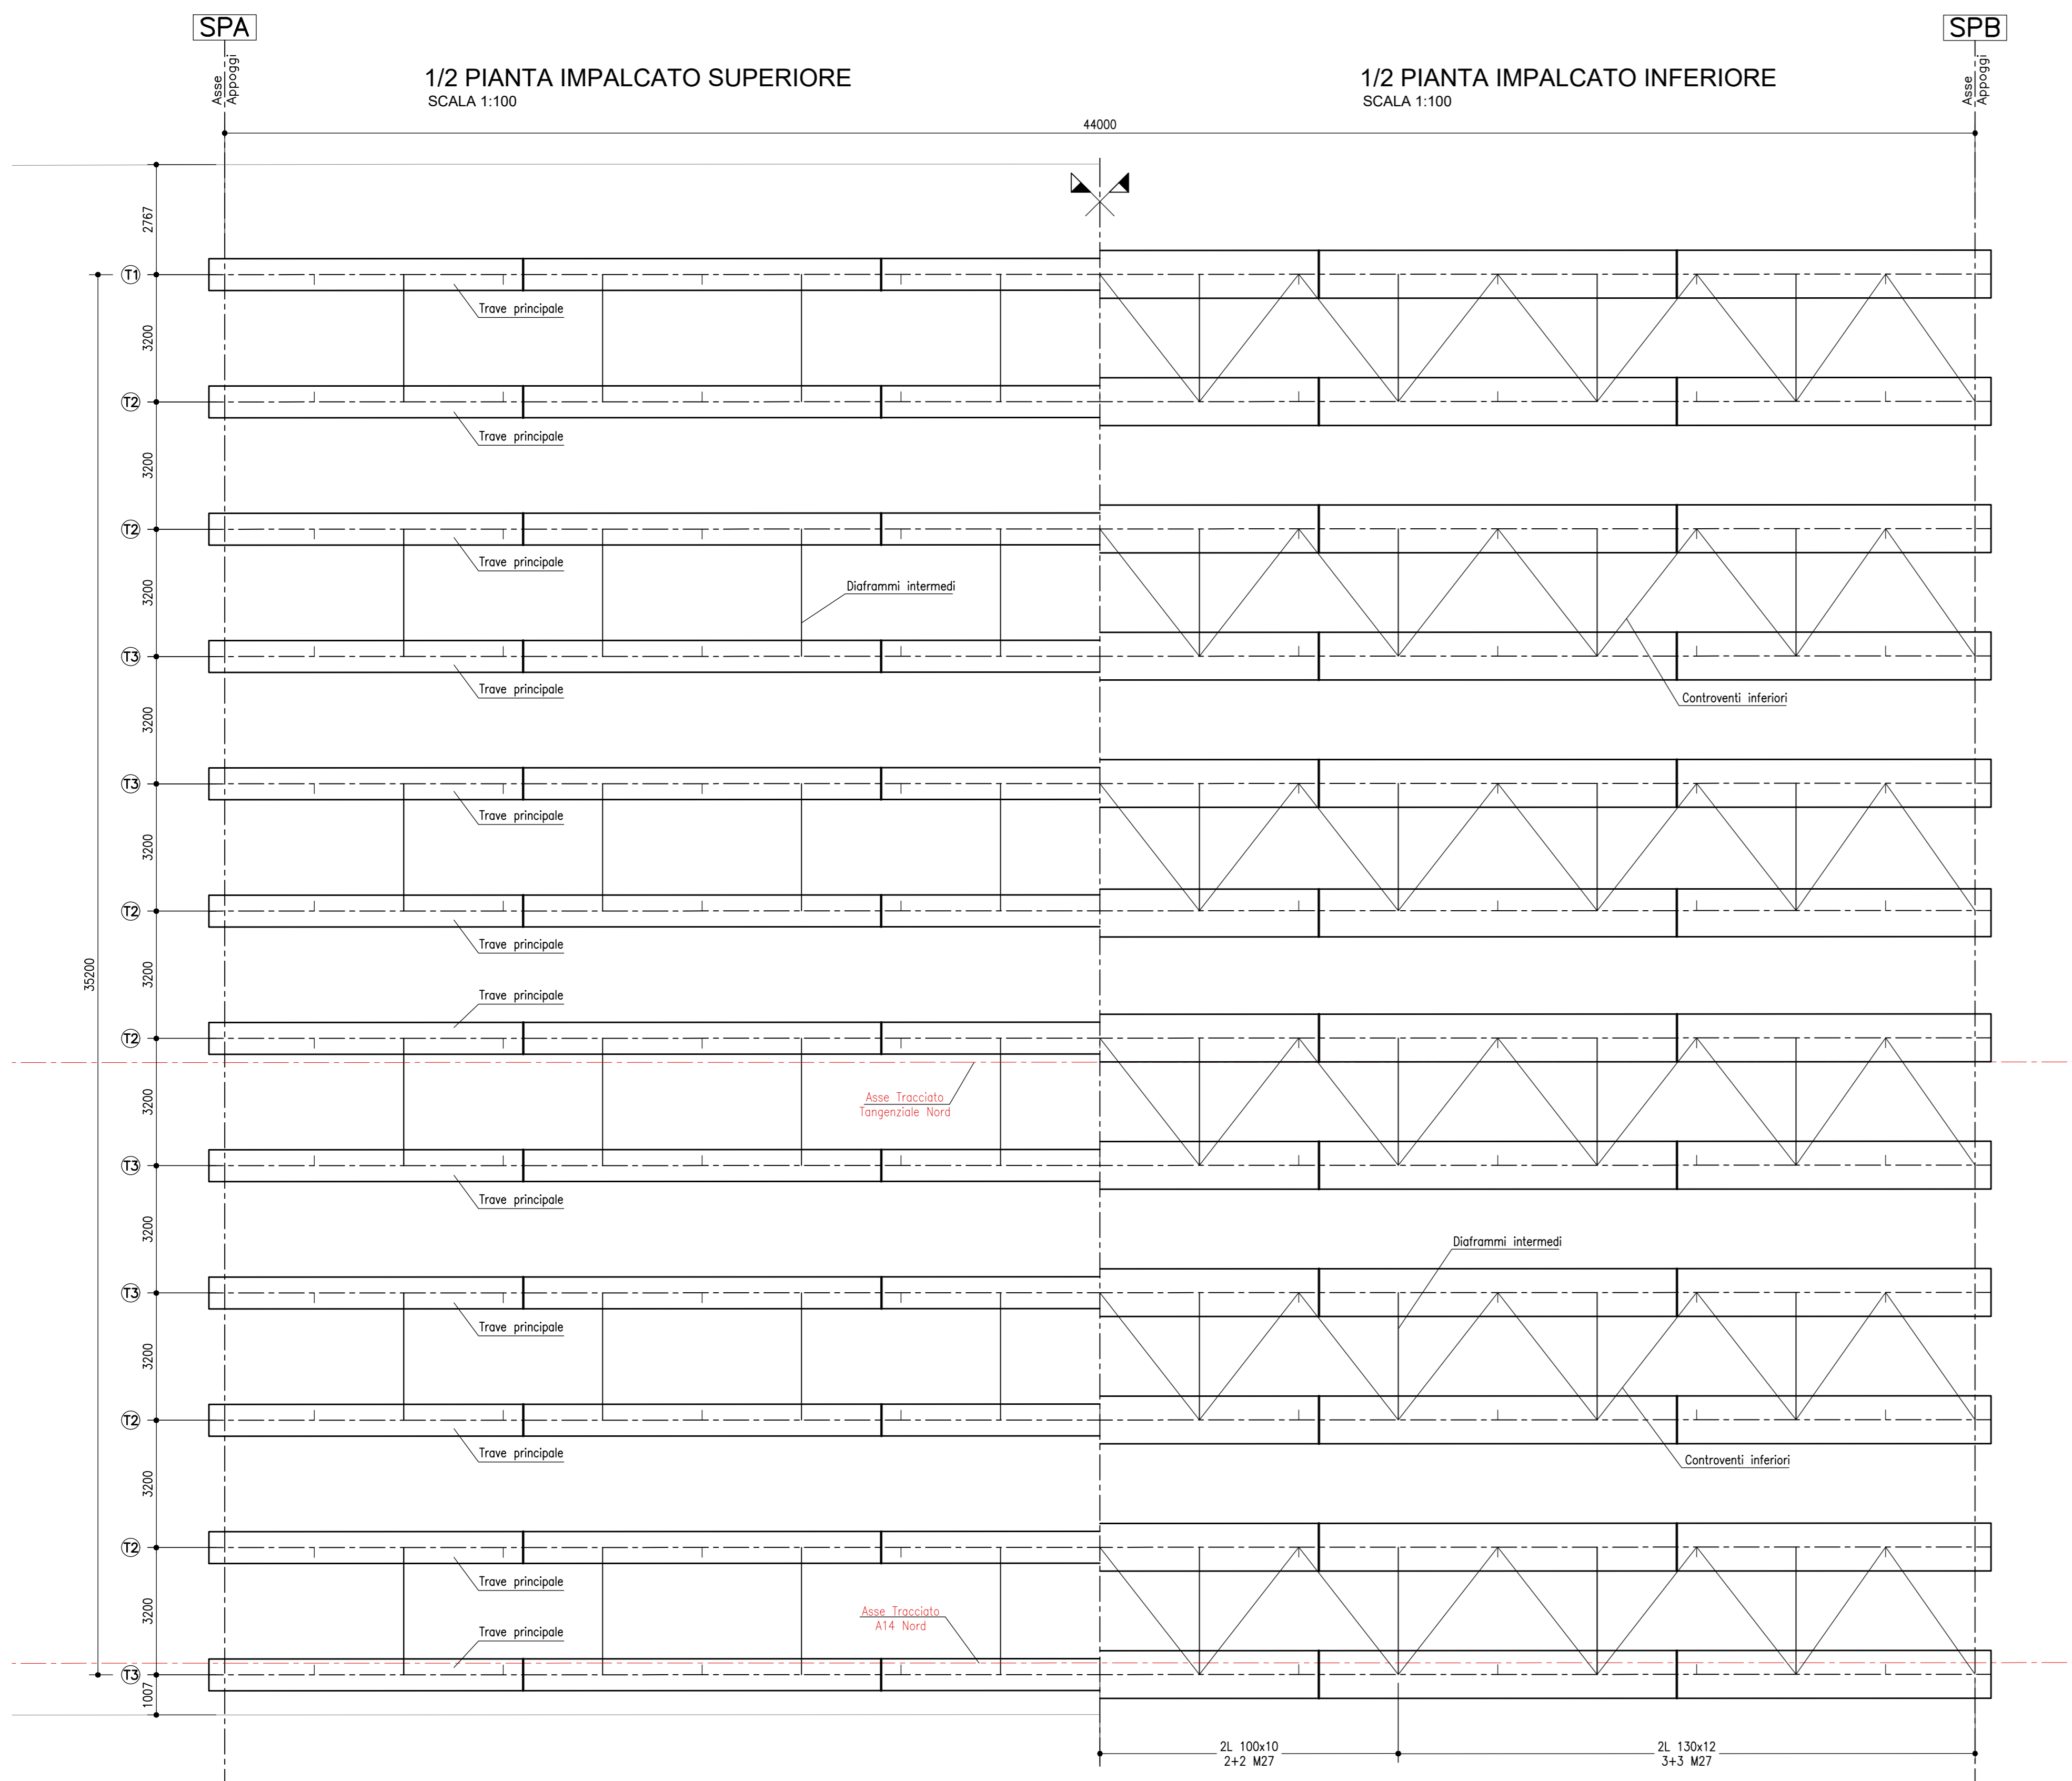 SPA
SPB
Asse
Appoggi
Asse
Appoggi
1/2 PIANTA IMPALCATO SUPERIORE
SCALA 1:100
1/2 PIANTA IMPALCATO INFERIORE
SCALA 1:100
44000
2767
T1
Trave principale
3200
T2
Trave principale
3200
T2
Trave principale
Diaframmi intermedi
3200
T3
Trave principale
Controventi inferiori
3200
T3
Trave principale
3200
T2
Trave principale
35200
3200
Trave principale
T2
Asse Tracciato
Tangenziale Nord
3200
T3
Trave principale
3200
Diaframmi intermedi
T3
Trave principale
3200
T2
Trave principale
Controventi inferiori
3200
T2
Trave principale
3200
Asse Tracciato
A14 Nord
Trave principale
T3
1007
2L 100x10
2+2 M27
2L 130x12
3+3 M27